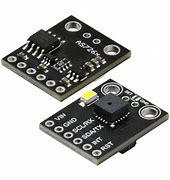 AS726x
VIN
GND
SCL/RX
SDA/TX
INT
RST